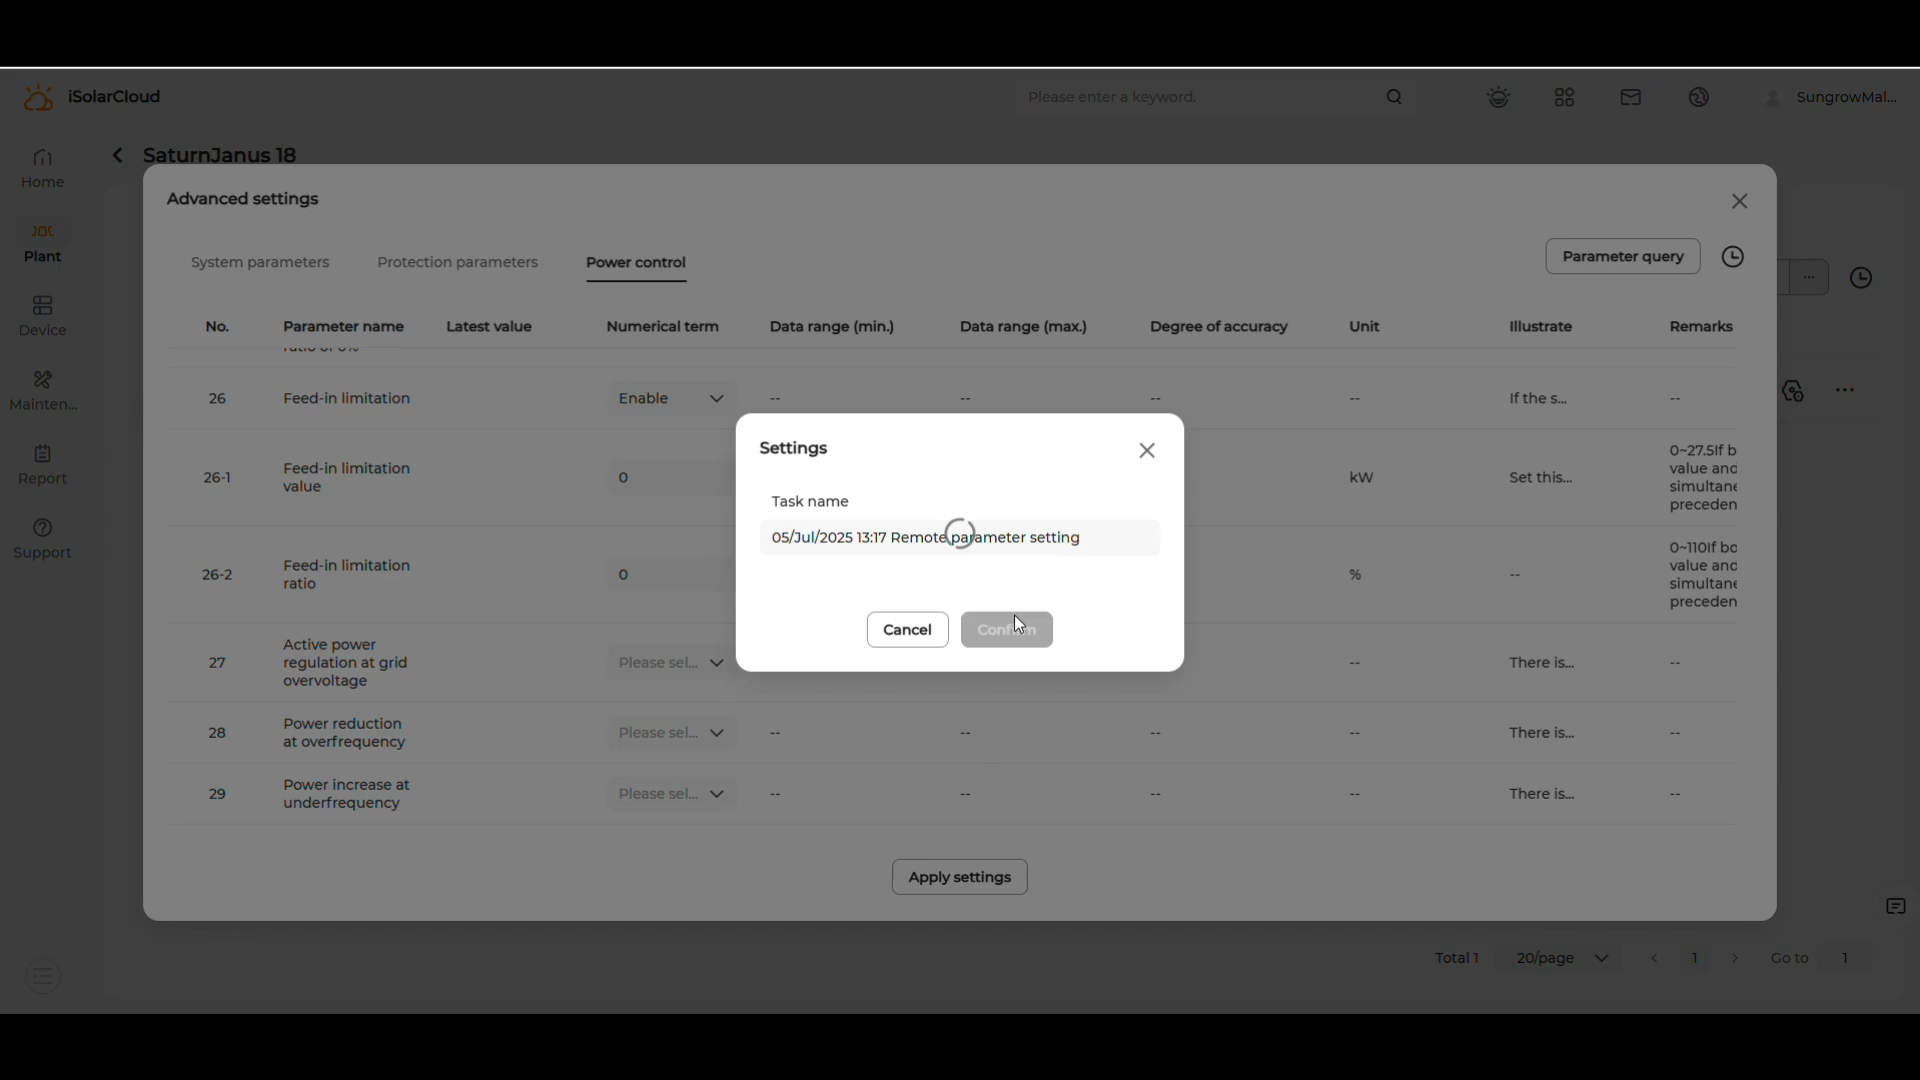 iSolarCloud
Please enter a keyword.
SungrowMal...
Home
Plant
Device
Mainten...
Report
Support
SaturnJanus 18
Advanced settings
System parameters Protection parameters Power control
Parameter query
No. Parameter name Latest value Numerical term Data range (min.) Data range (max.) Degree of accuracy Unit Illustrate Remarks
26 Feed-in limitation Enable -- -- -- -- If the s... --
26-1 Feed-in limitation
value
0 kW Set this...
0~27.5If b
value and
simultane
preceden
26-2 Feed-in limitation
ratio
0 % --
0~110If bo
value and
simultane
preceden
27 Active power
regulation at grid
overvoltage
Please sel... -- There is... --
28 Power reduction
at overfrequency
Please sel... -- -- -- -- There is... --
29 Power increase at
underfrequency
Please sel... -- -- -- -- There is... --
Apply settings
Settings
Task name
05/Jul/2025 13:17 Remote parameter setting
Cancel Confirm
Total 1 20/page 1 Go to 1